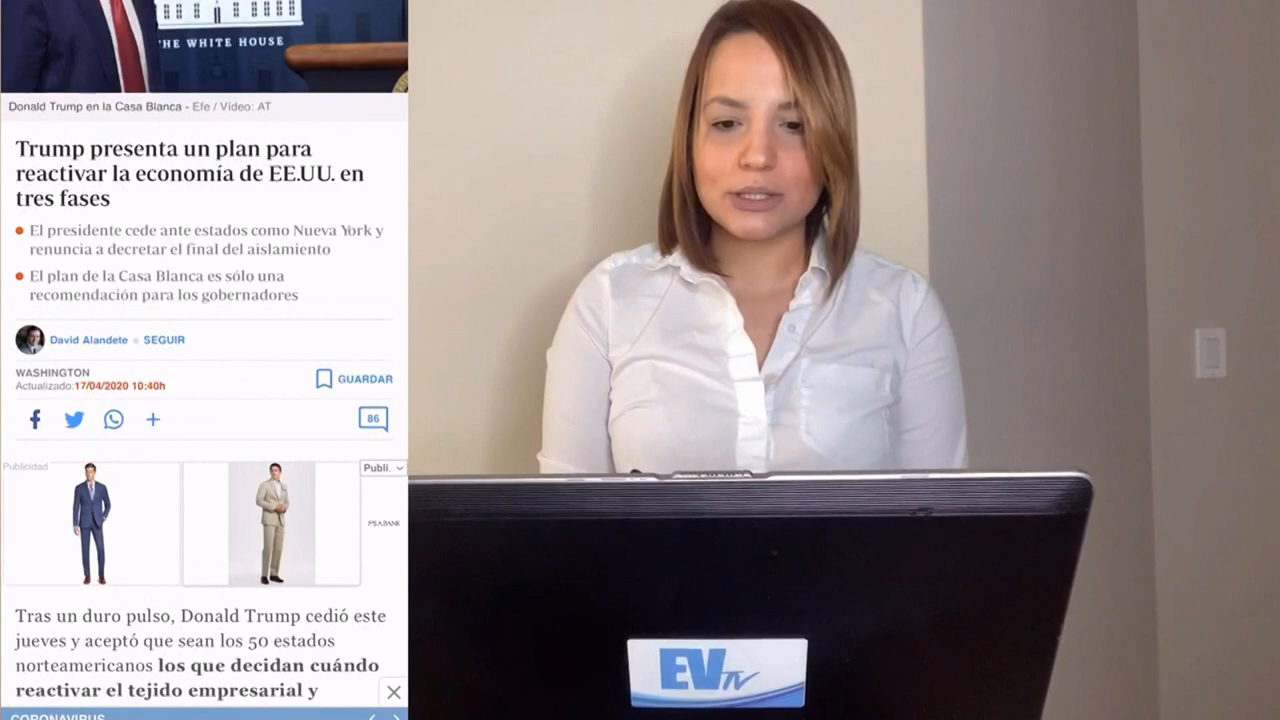 THE WHITE HOUSE
Donald Trump en la Casa Blanca - Efe / Vídeo: AT
Trump presenta un plan para
reactivar la economía de EE.UU. en
tres fases
El presidente cede ante estados como Nueva York y
renuncia a decretar el final del aislamiento
El plan de la Casa Blanca es sólo una
recomendación para los gobernadores
David Alandete SEGUIR
WASHINGTON
Actualizado:17/04/2020 10:40h
GUARDAR
86
Publicidad
Publi.
Tras un duro pulso, Donald Trump cedió este
jueves y aceptó que sean los 50 estados
norteamericanos los que decidan cuándo
reactivar el tejido empresarial y
CORONAVIRUS
EVTV